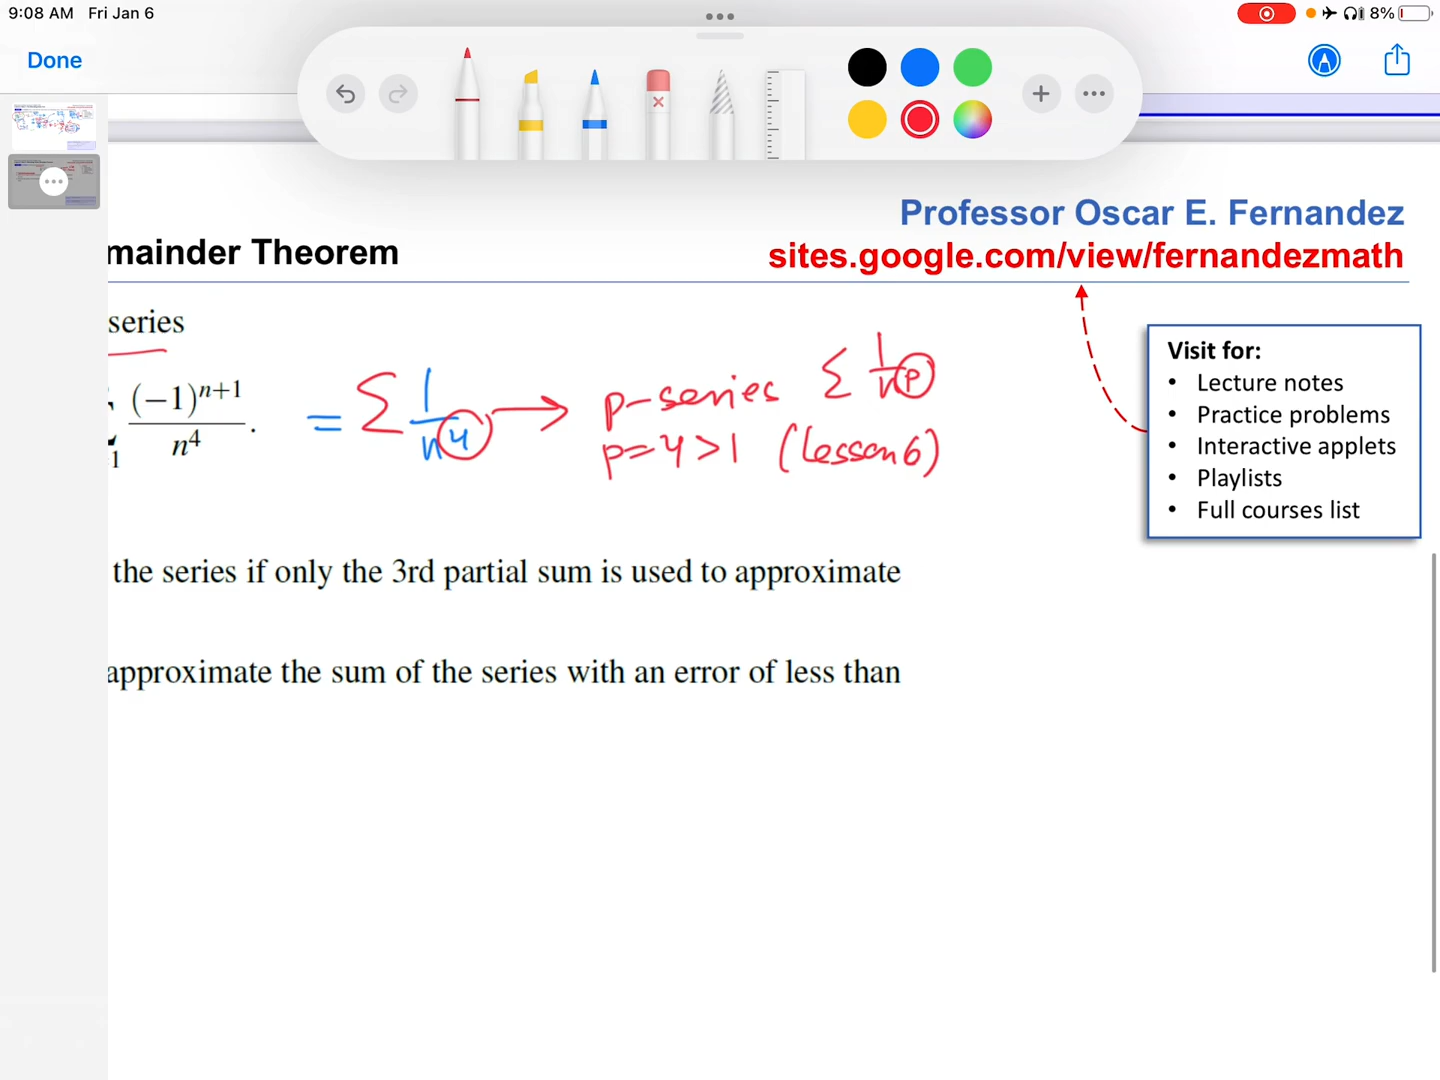 9:08 AM Fri Jan 6
8%
Done
Professor Oscar E. Fernandez
mainder Theorem
sites.google.com/view/fernandezmath
series
(−1)^{n+1} / n^4 . = Σ 1/n^4 → p-series Σ 1/n^p
=1
p=4>1 (Lesson 6)
Visit for:
• Lecture notes
• Practice problems
• Interactive applets
• Playlists
• Full courses list
the series if only the 3rd partial sum is used to approximate
approximate the sum of the series with an error of less than